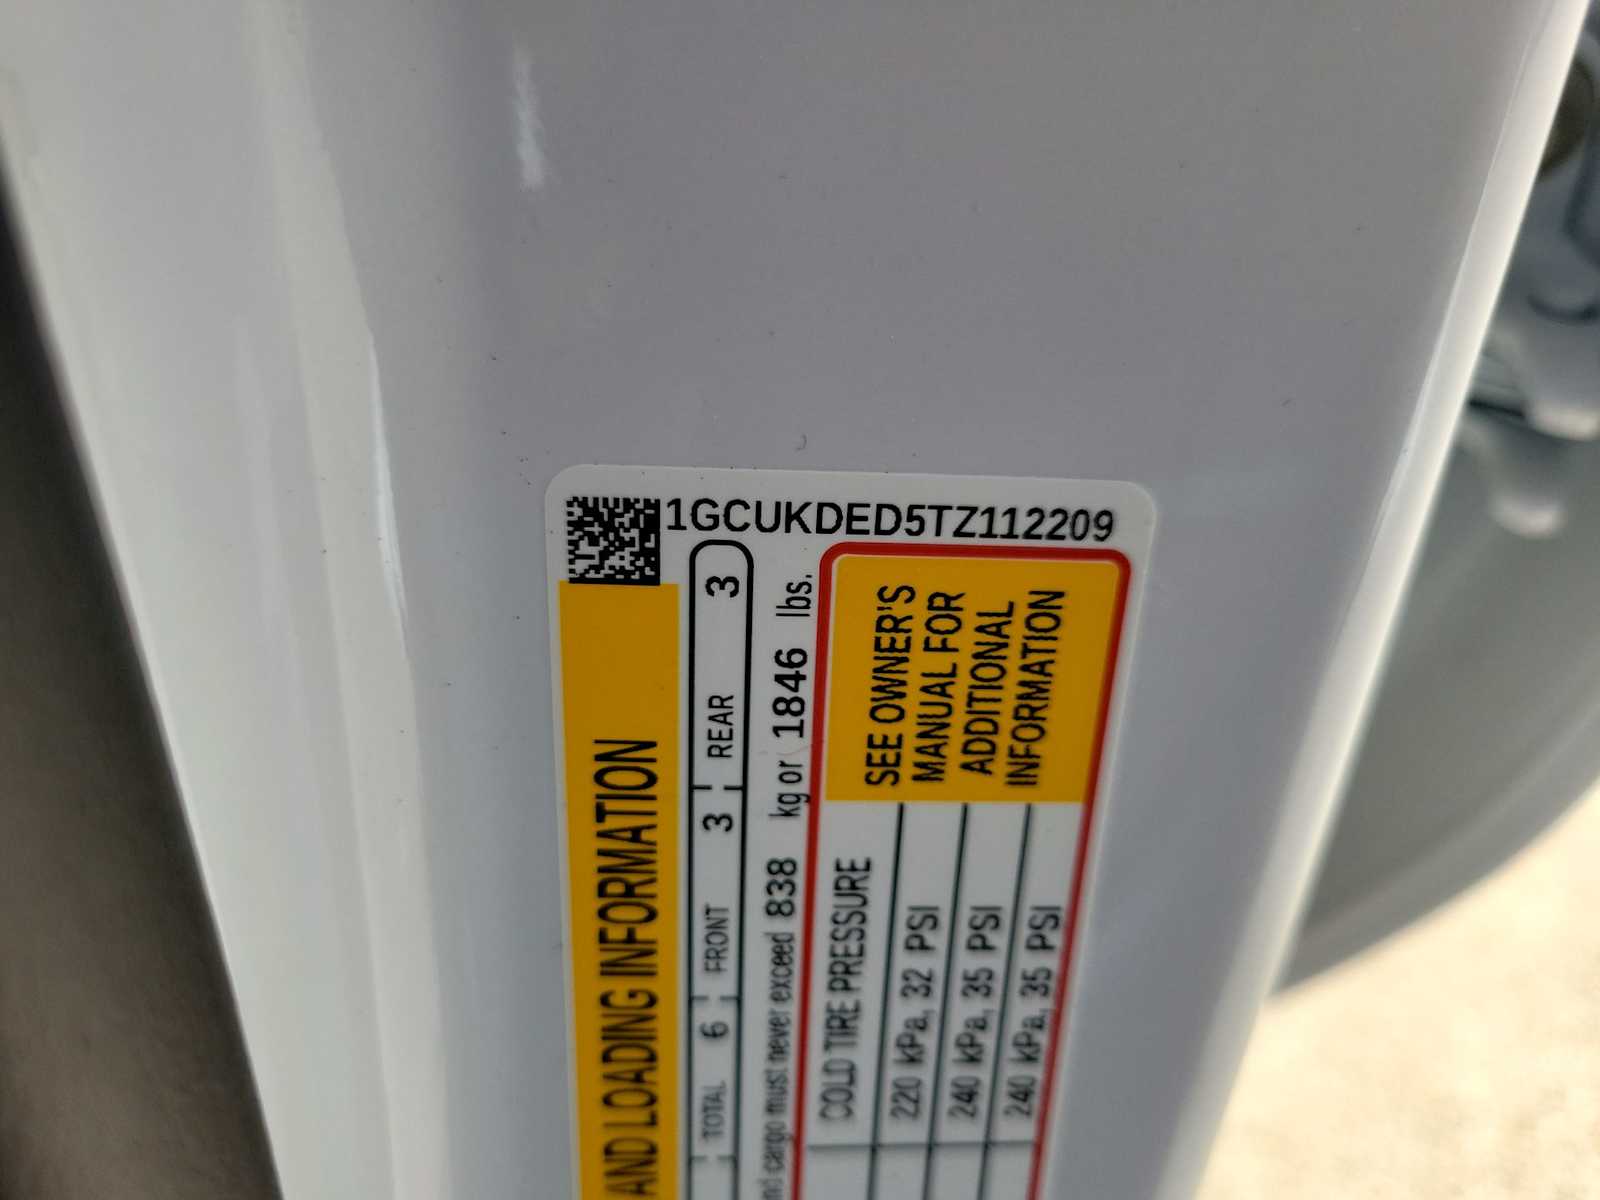 1GCUKDED5TZ112209
AND LOADING INFORMATION
TOTAL 6 FRONT 3 REAR 3
and cargo must never exceed 838 kg or 1846 lbs.
COLD TIRE PRESSURE
220 kPa, 32 PSI
240 kPa, 35 PSI
240 kPa, 35 PSI
SEE OWNER'S
MANUAL FOR
ADDITIONAL
INFORMATION